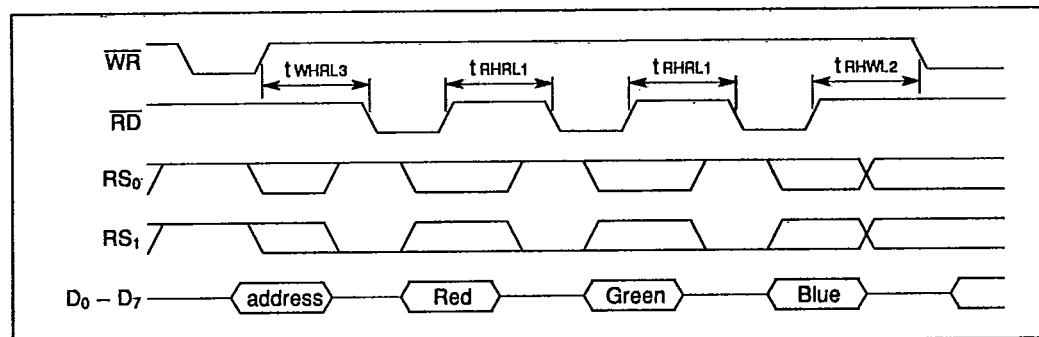 WR
tWHRL3 tRHRL1 tRHRL1 tRHWL2
RD
RS0
RS1
D0 – D7 address Red Green Blue